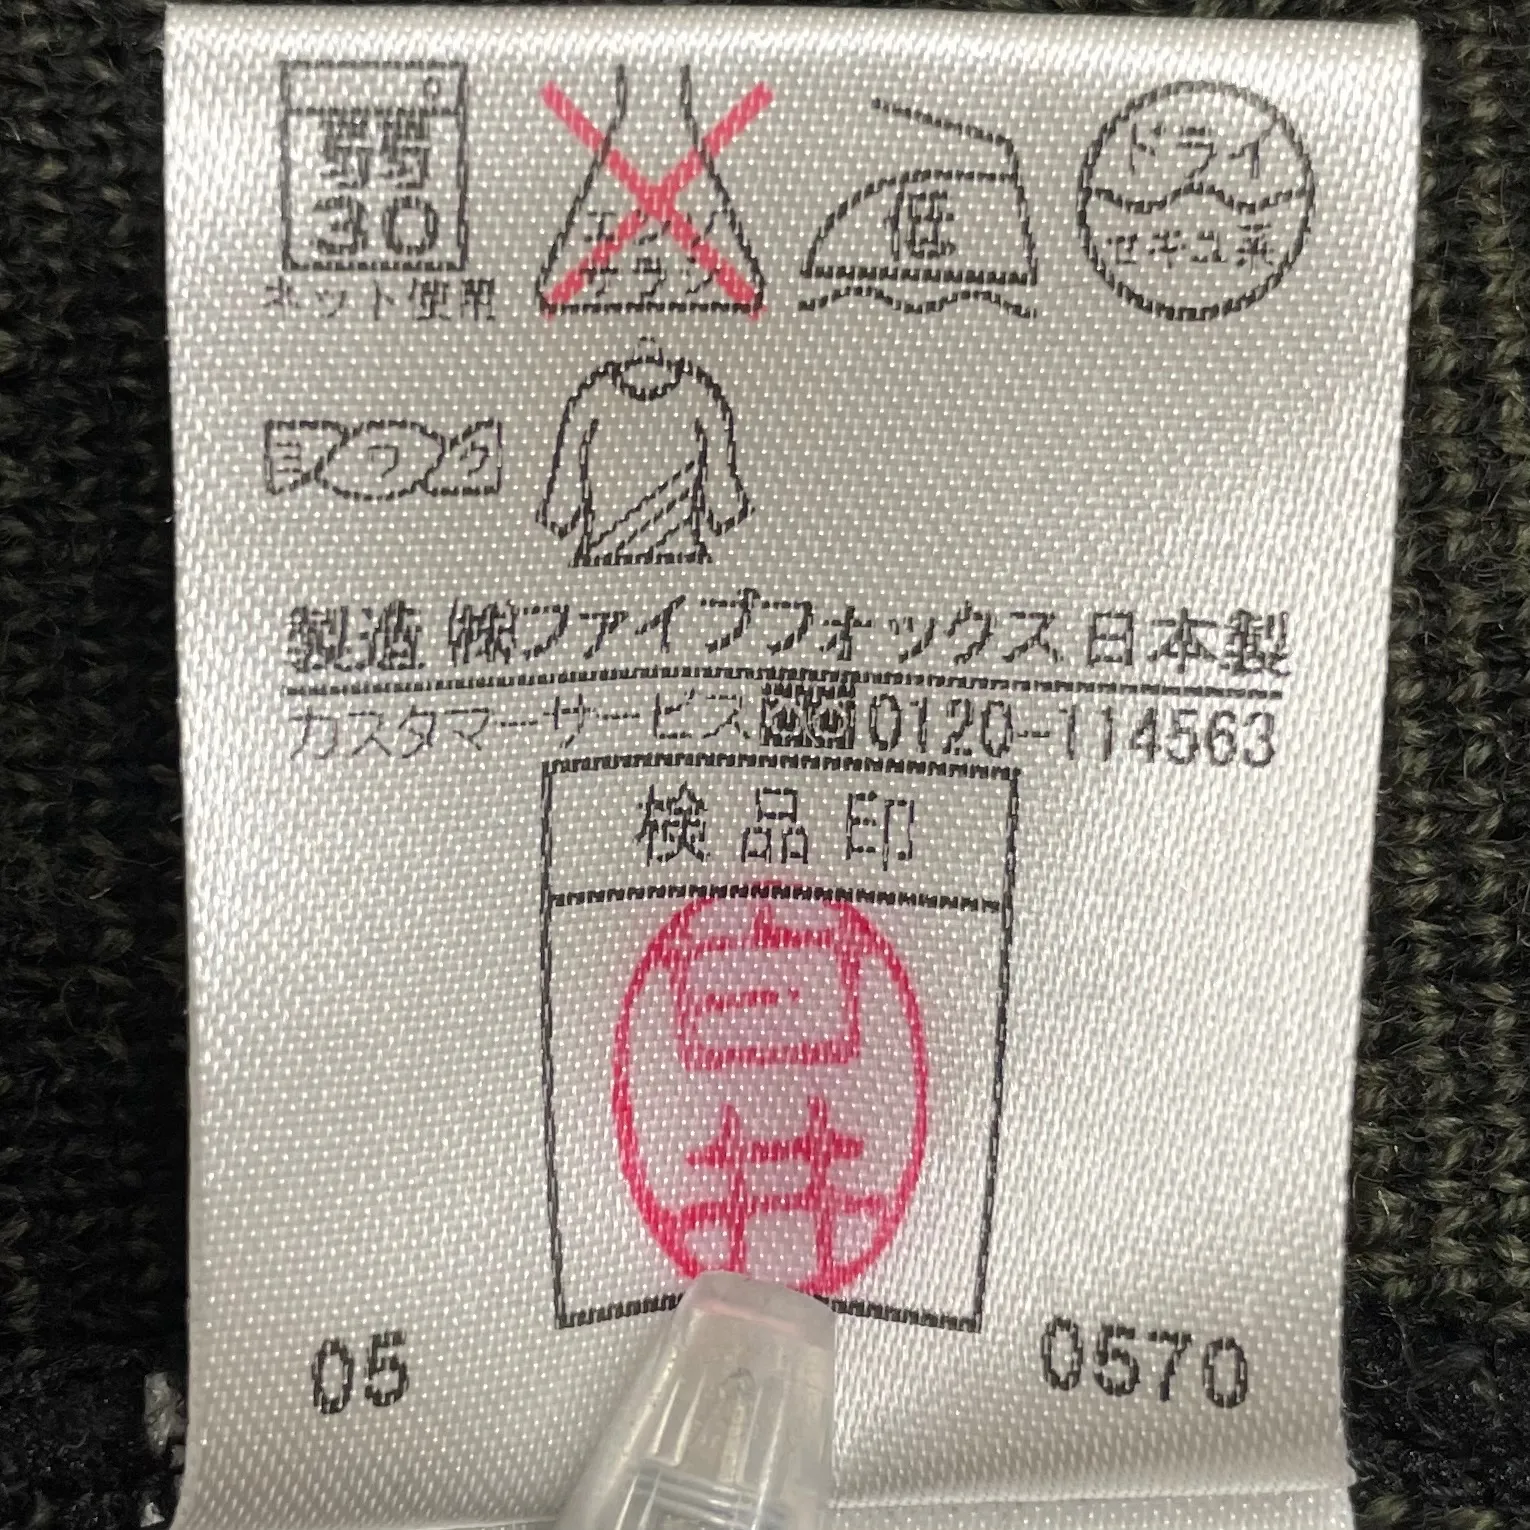 弱
30
ネット使用
エンソ
サラシ
低
ドライ
セキユ系
ヨワク
製造 ㈱ファイブフォックス 日本製
カスタマーサービス 0120-114563
検品印
05 0570